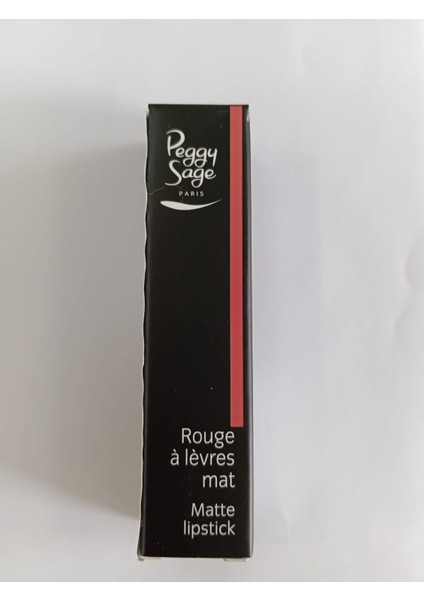 Peggy
Sage
PARIS
Rouge
à lèvres
mat
Matte
lipstick